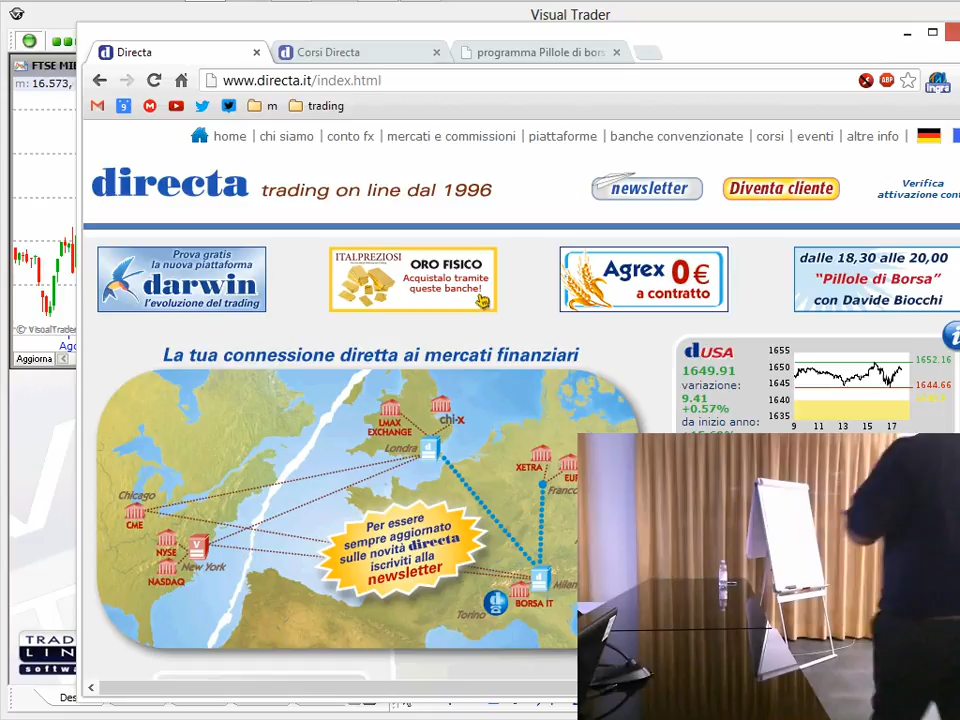 Visual Trader
Directa
Corsi Directa
programma Pillole di bors
FTSE MI
m: 16.573,
www.directa.it/index.html
m
trading
home | chi siamo | conto fx | mercati e commissioni | piattaforme | banche convenzionate | corsi | eventi | altre info |
directa trading on line dal 1996
newsletter
Diventa cliente
Verifica
attivazione con
Prova gratis
la nuova piattaforma
darwin
l'evoluzione del trading
ITALPREZIOSI
ORO FISICO
Acquistalo tramite
queste banche!
Agrex 0€
a contratto
dalle 18,30 alle 20,00
"Pillole di Borsa"
con Davide Biocchi
© VisualTrader
Aggiorna
La tua connessione diretta ai mercati finanziari
dUSA
1649.91
variazione:
9.41
+0.57%
da inizio anno:
1655
1650
1645
1640
1635
1652.16
1644.66
9 11 13 15 17
LMAX
EXCHANGE
chi-x
Londra
XETRA
EUR
Franco
Chicago
CME
NYSE
New York
NASDAQ
Per essere
sempre aggiornato
sulle novità directa
iscriviti alla
newsletter
Milan
BORSA IT
Torino
TRAD
LIN
softwa
Des